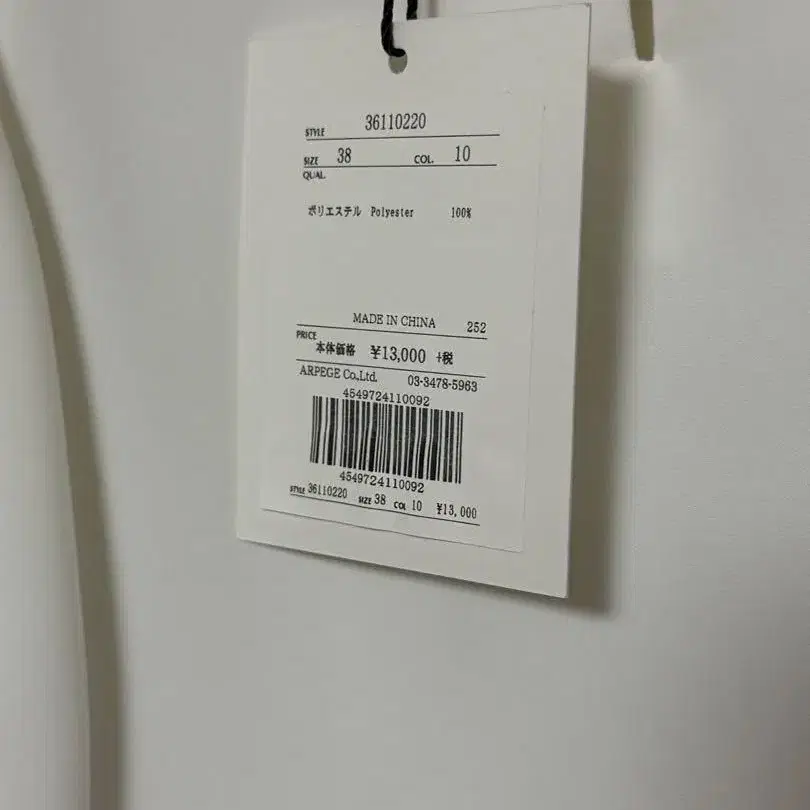 STYLE 36110220
SIZE 38 COL. 10
QUAL.
ポリエステル Polyester 100%
MADE IN CHINA 252
PRICE
本体価格 ¥13,000 +税
ARPEGE Co.,Ltd. 03-3478-5963
4549724110092
4549724110092
STYLE 36110220 SIZE 38 COL 10 ¥13,000